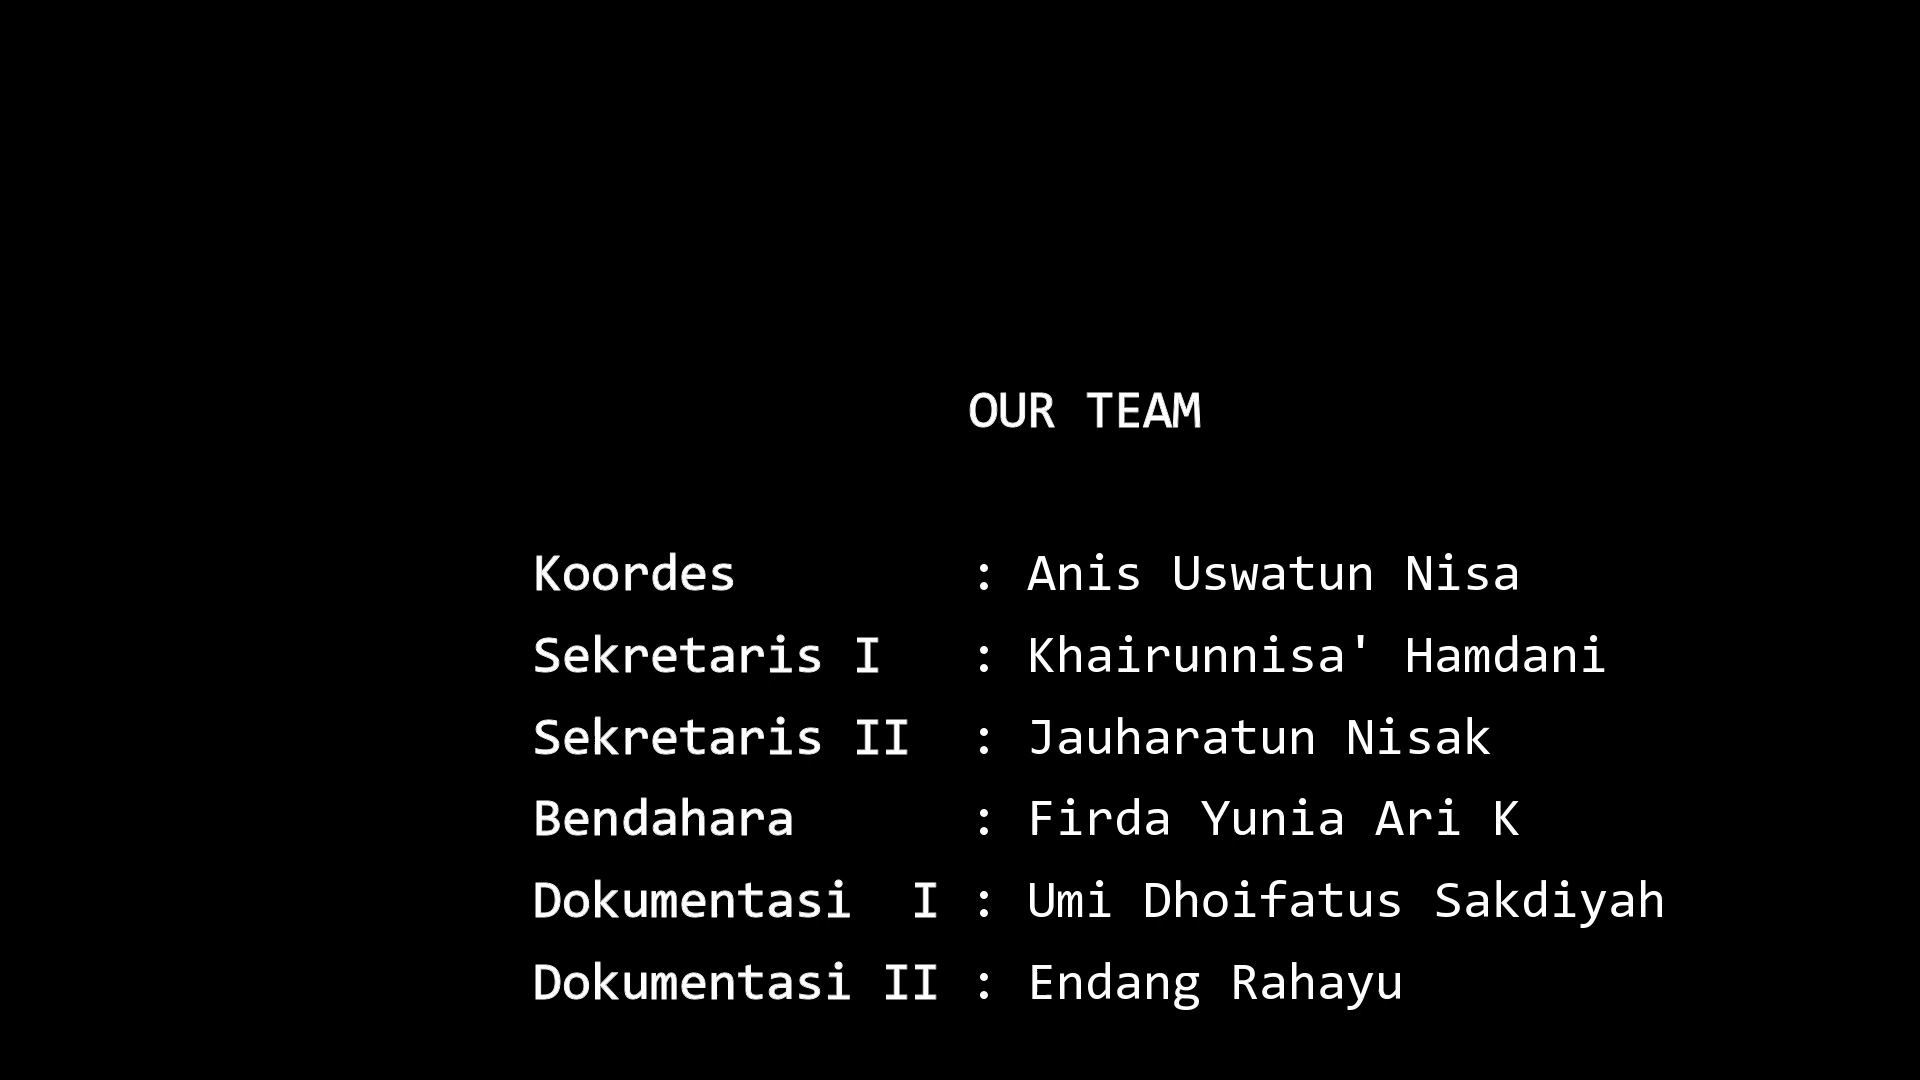 OUR TEAM
Koordes : Anis Uswatun Nisa
Sekretaris I : Khairunnisa' Hamdani
Sekretaris II : Jauharatun Nisak
Bendahara : Firda Yunia Ari K
Dokumentasi I : Umi Dhoifatus Sakdiyah
Dokumentasi II : Endang Rahayu